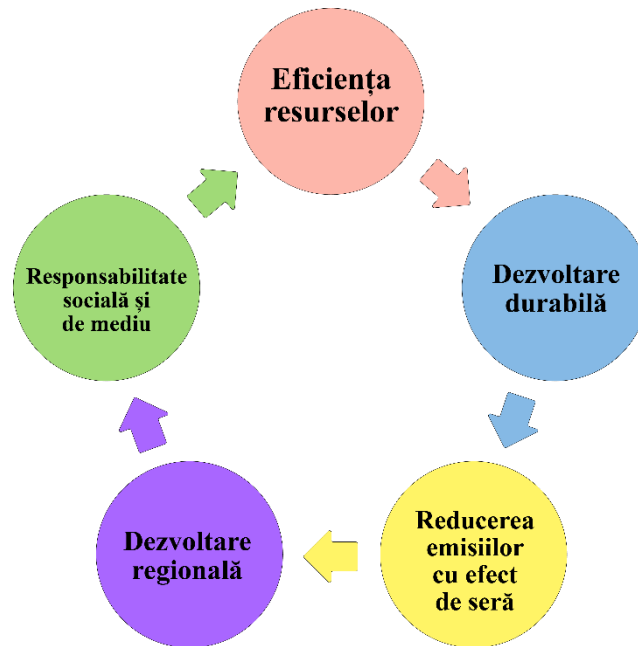 Eficiența
resurselor
Dezvoltare
durabilă
Reducerea
emisiilor
cu efect
de seră
Dezvoltare
regională
Responsabilitate
socială și
de mediu